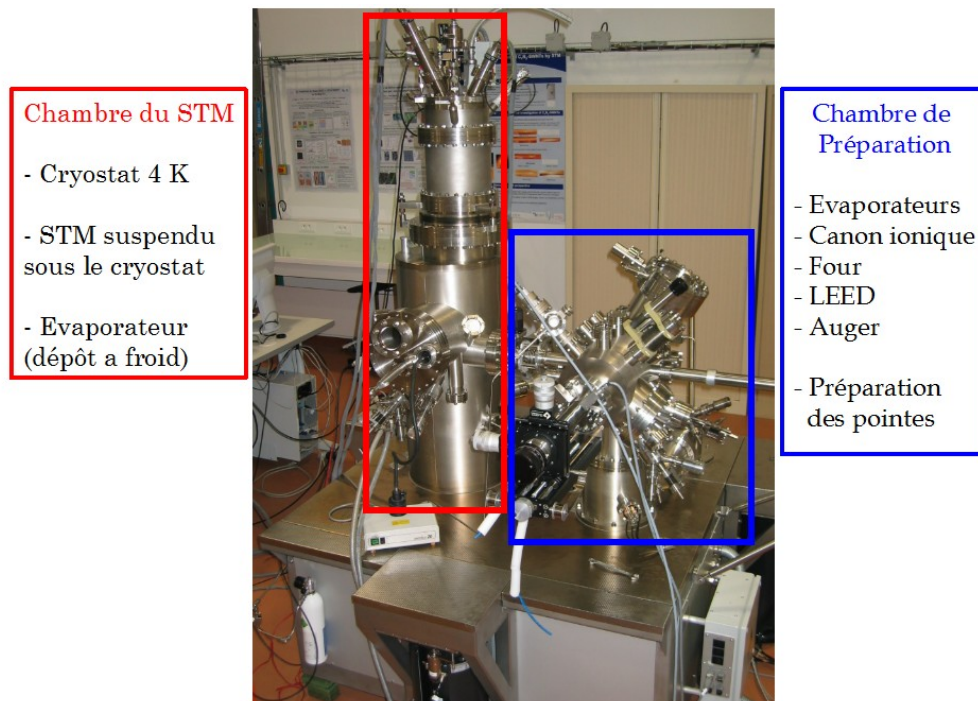 Chambre du STM
- Cryostat 4 K
- STM suspendu
sous le cryostat
- Evaporateur
(dépôt a froid)
Chambre de
Préparation
- Evaporateurs
- Canon ionique
- Four
- LEED
- Auger
- Préparation
des pointes